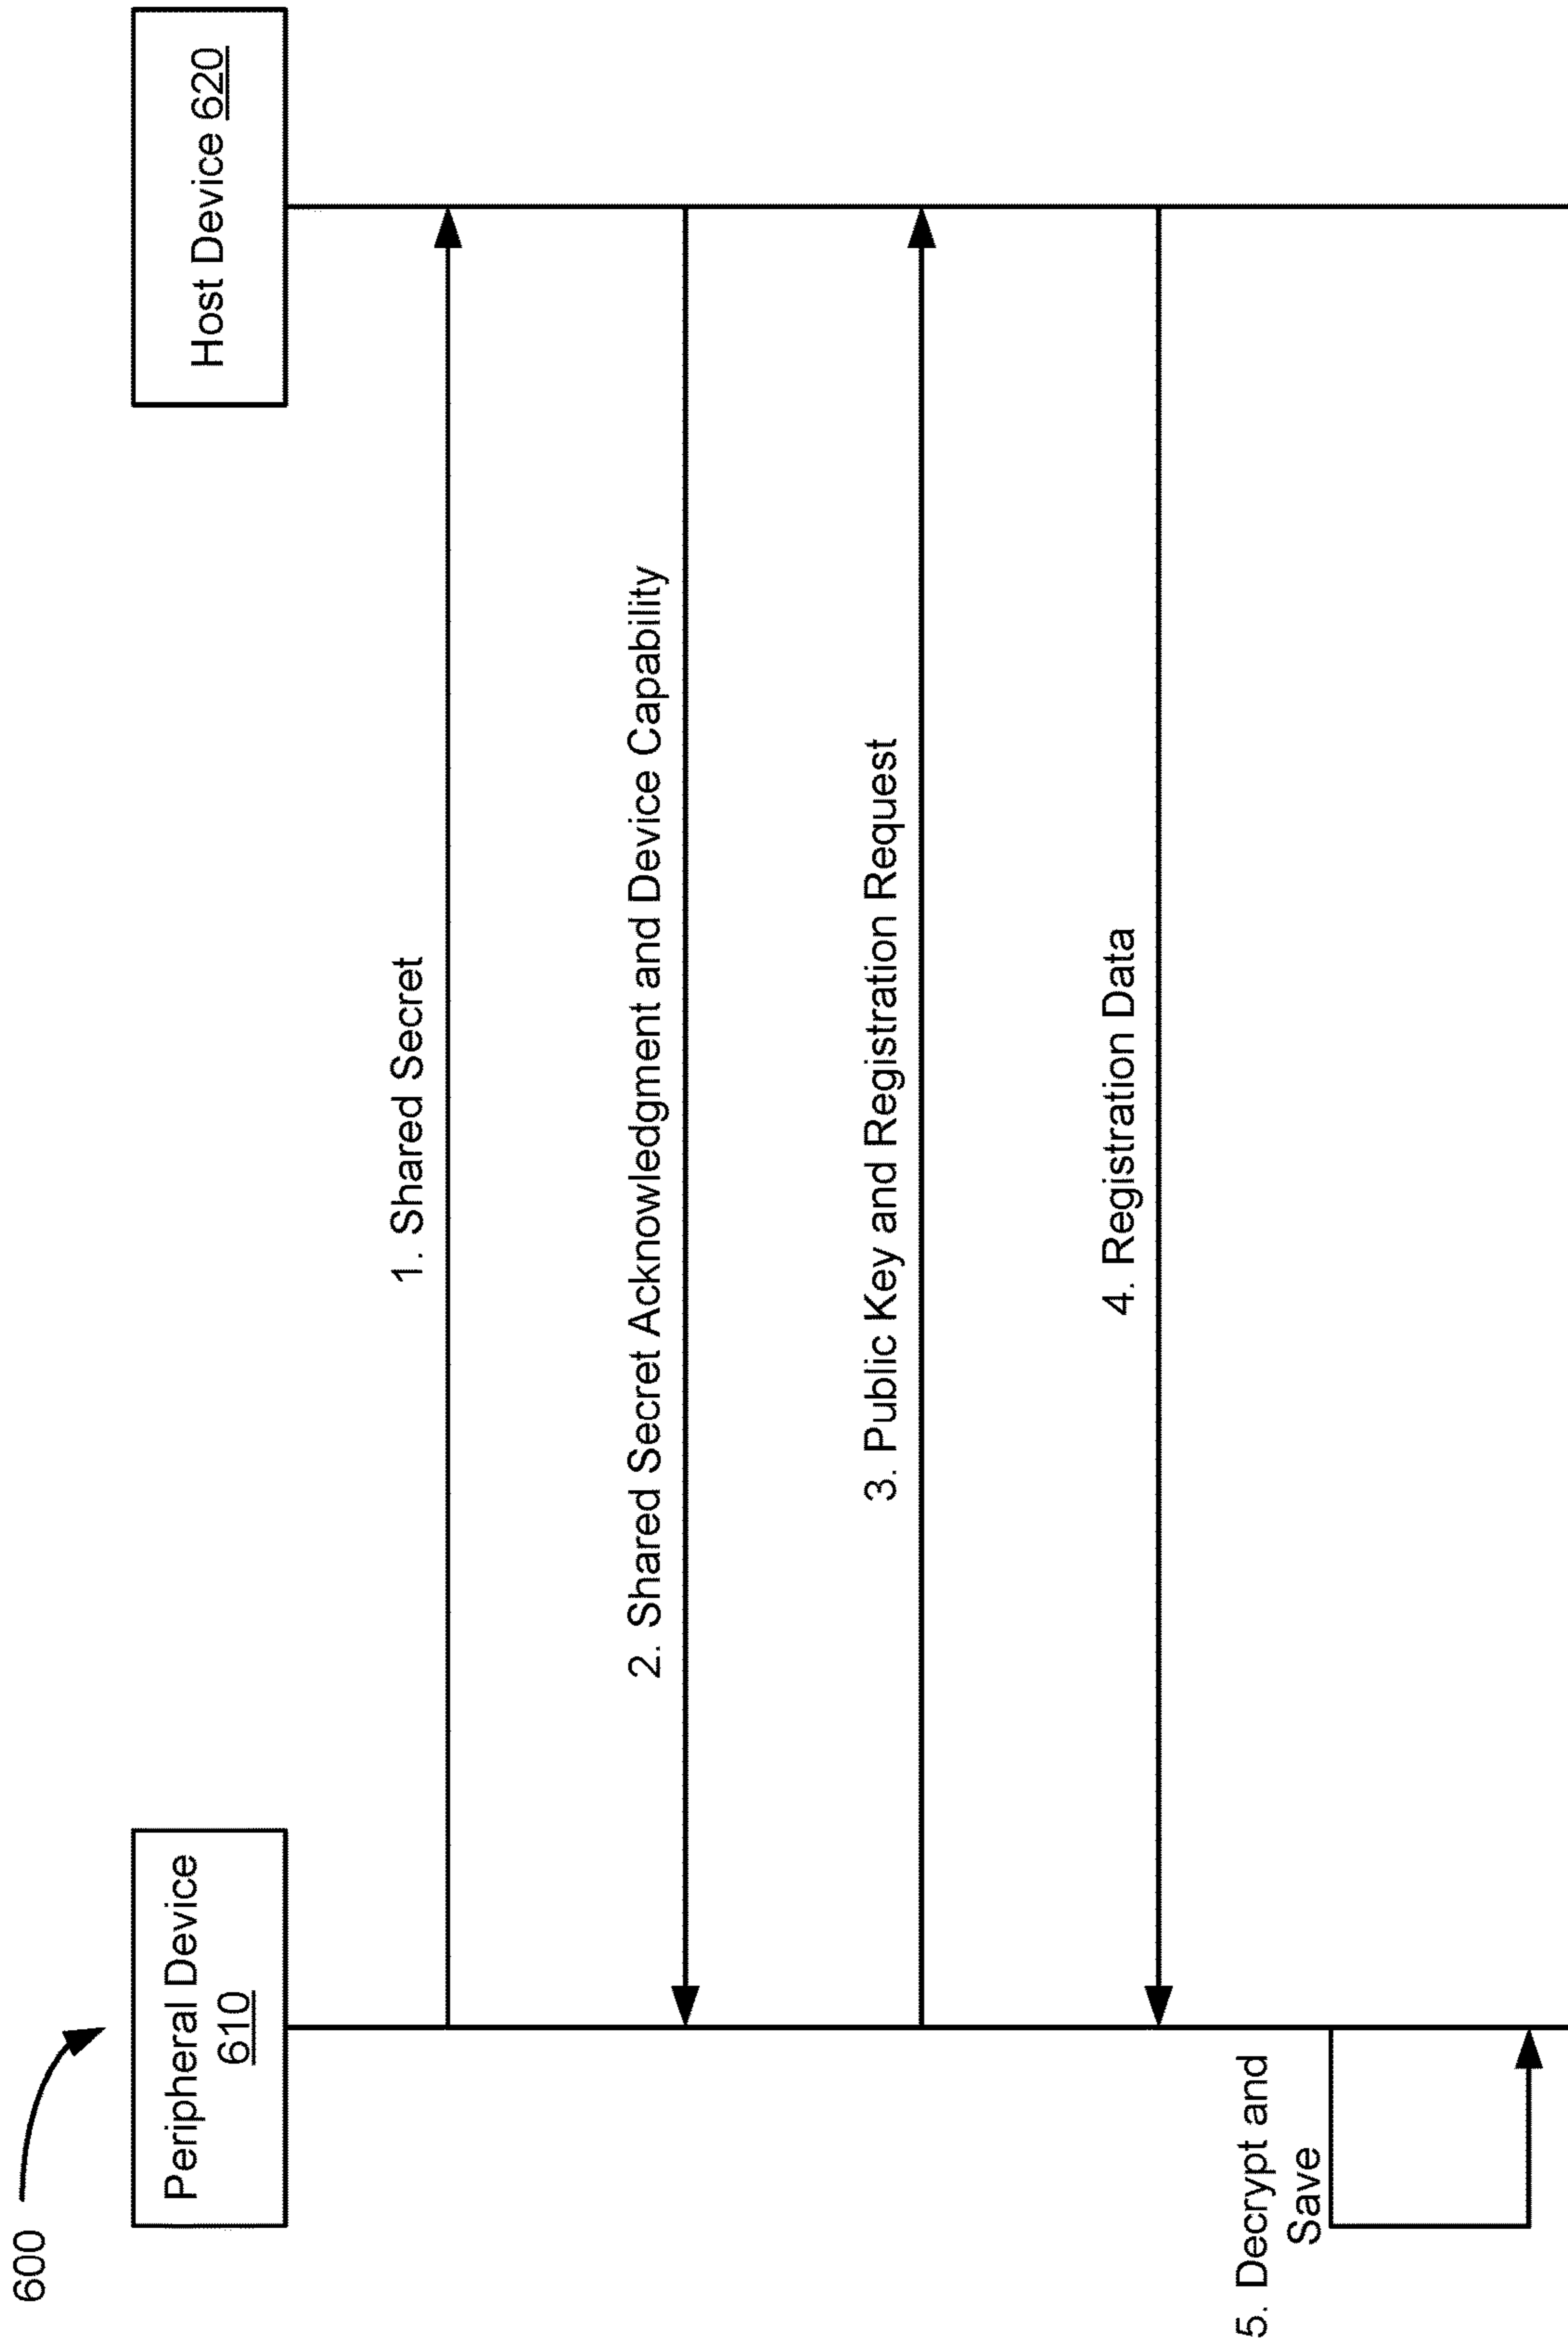 600
Peripheral Device
610
Host Device 620
1. Shared Secret
2. Shared Secret Acknowledgment and Device Capability
3. Public Key and Registration Request
4. Registration Data
5. Decrypt and
Save